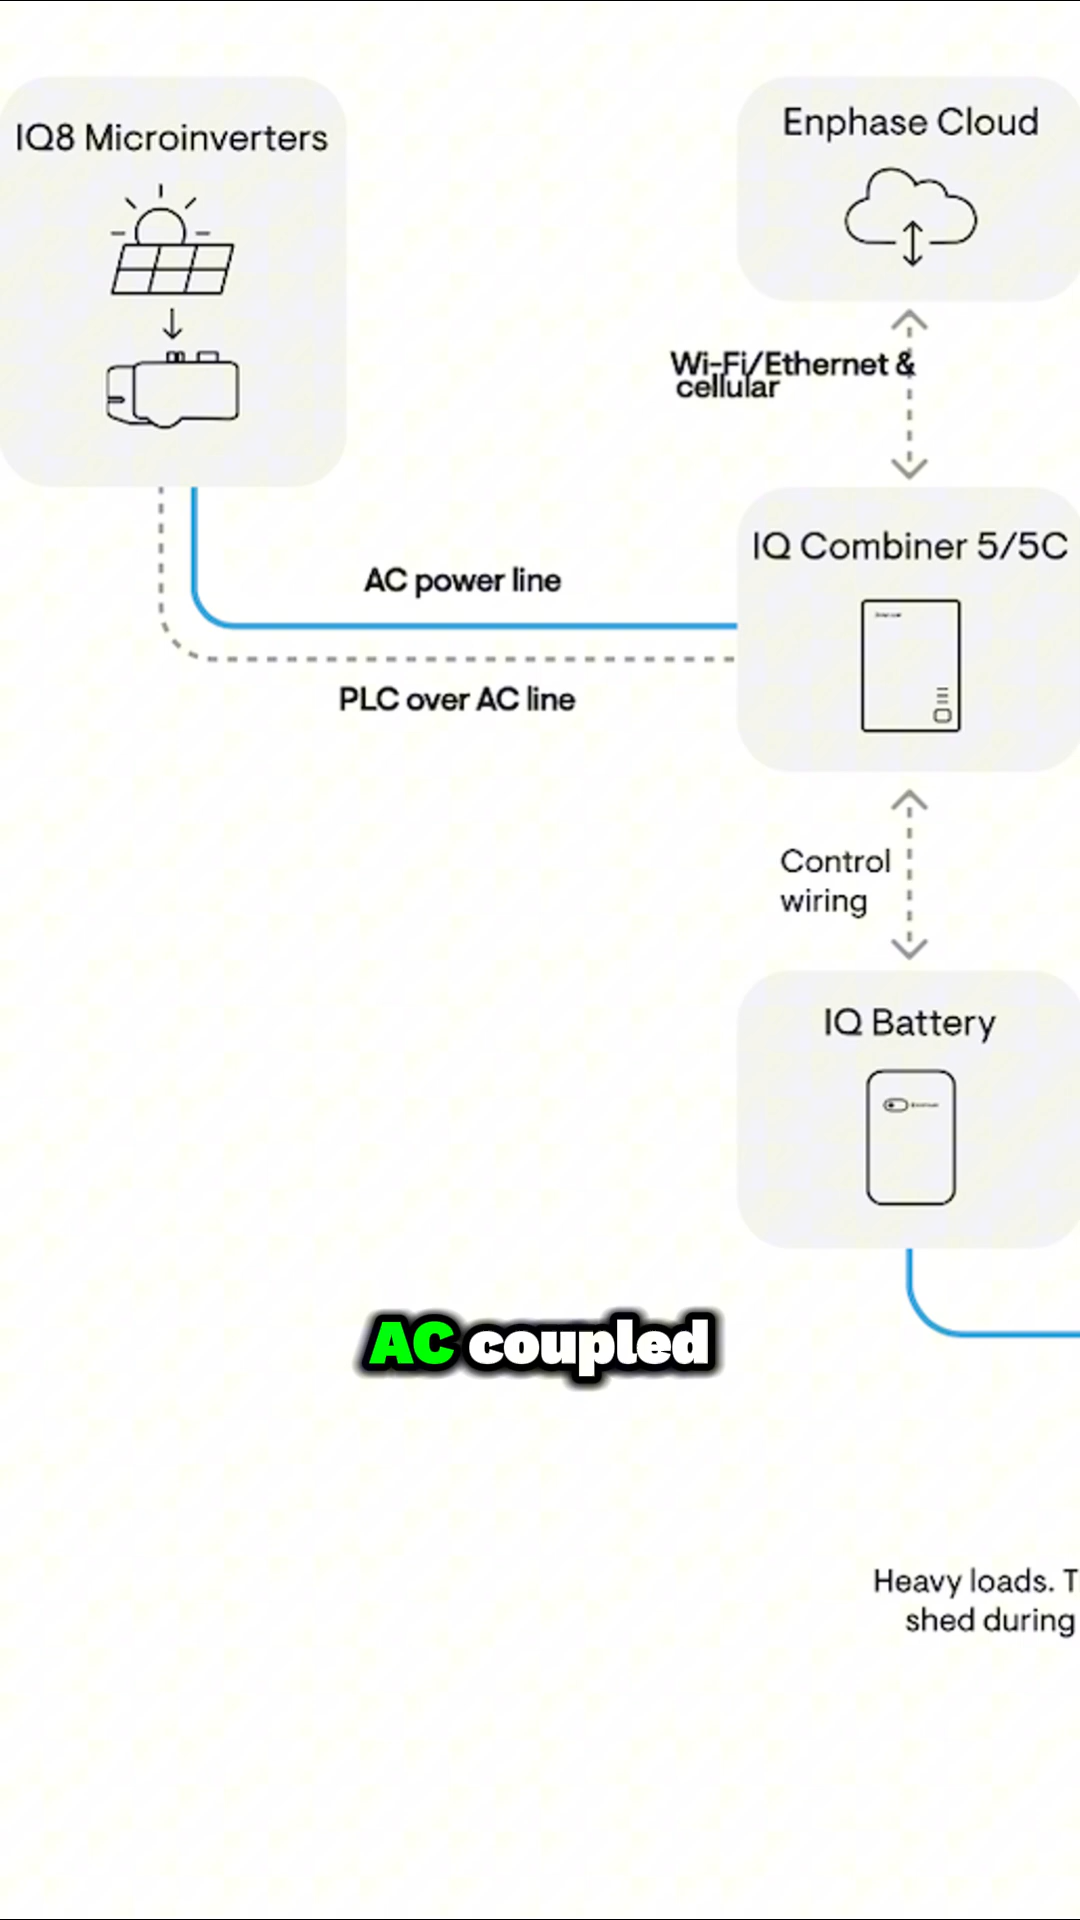 IQ8 Microinverters
Enphase Cloud
Wi-Fi/Ethernet &
cellular
IQ Combiner 5/5C
AC power line
PLC over AC line
Control
wiring
IQ Battery
AC coupled
Heavy loads. T
shed during